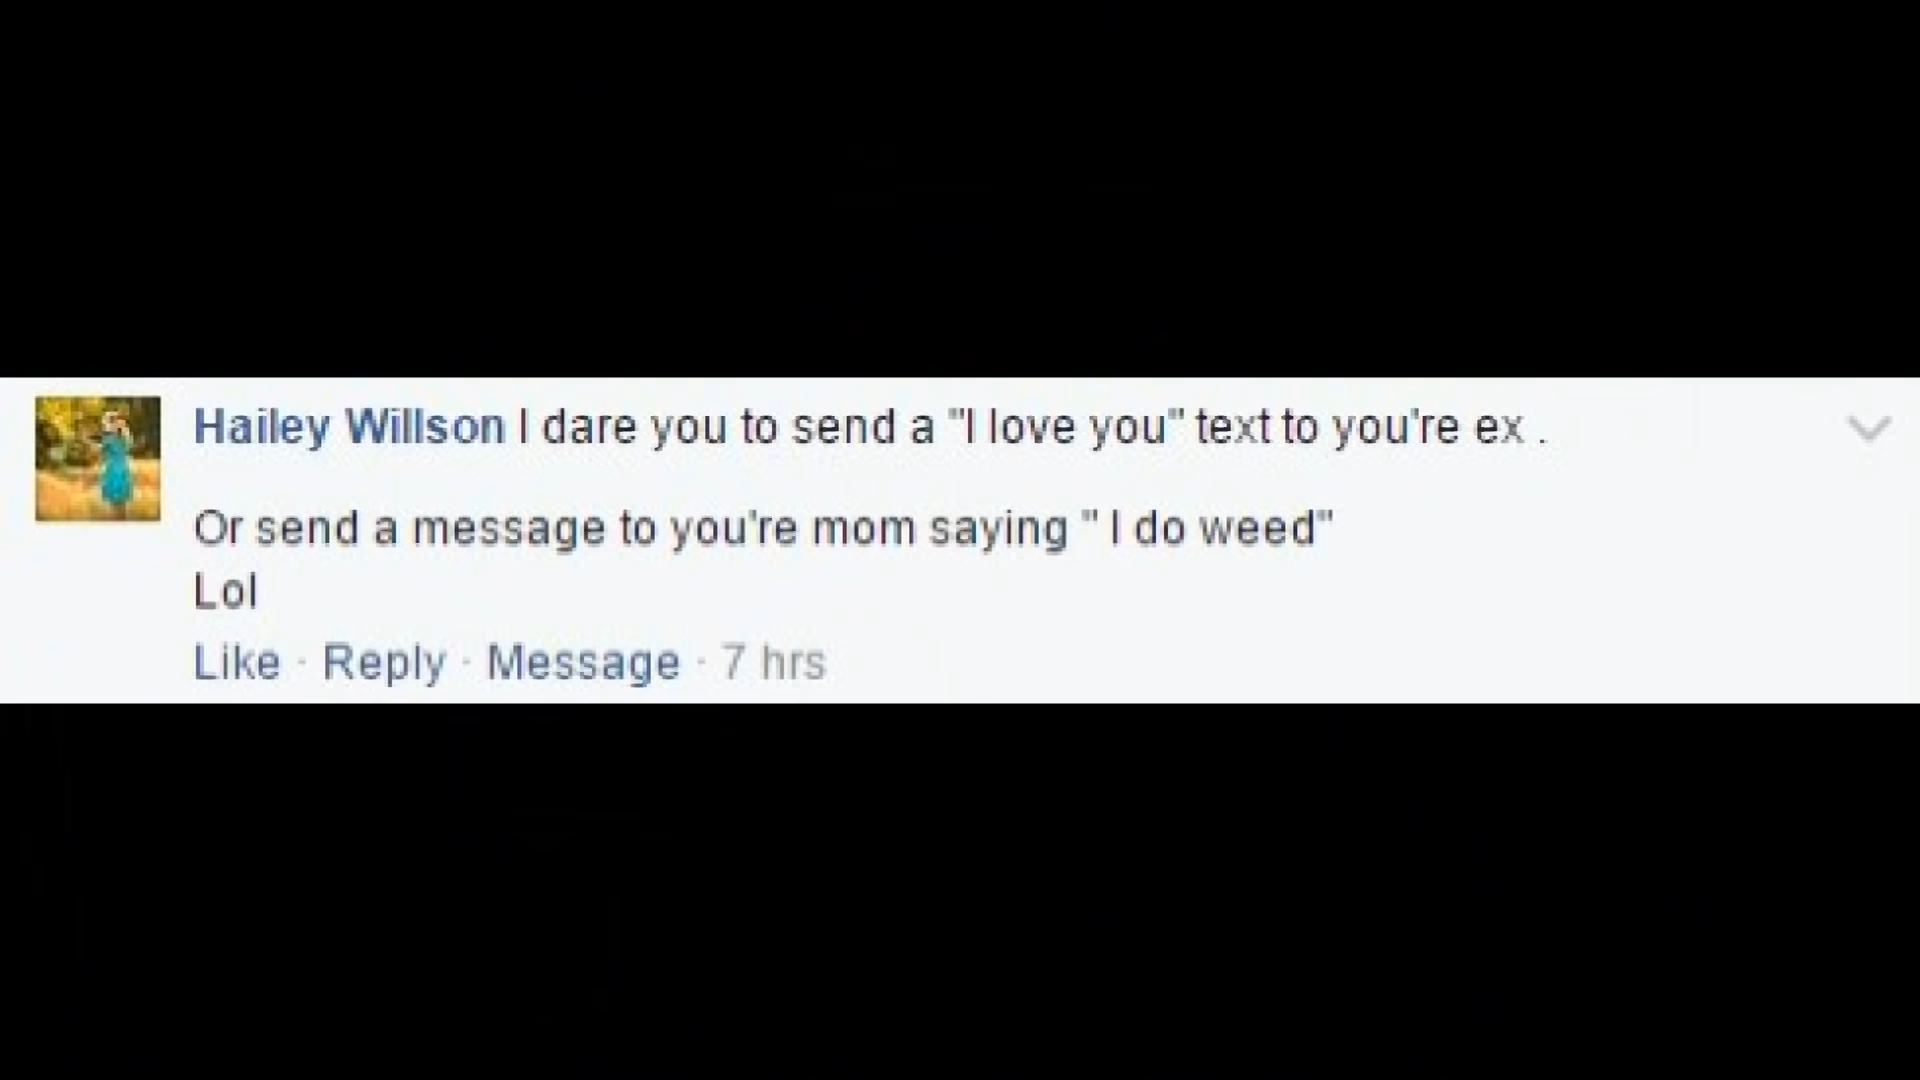 Hailey Willson I dare you to send a "I love you" text to you're ex .
Or send a message to you're mom saying " I do weed"
Lol
Like · Reply · Message · 7 hrs